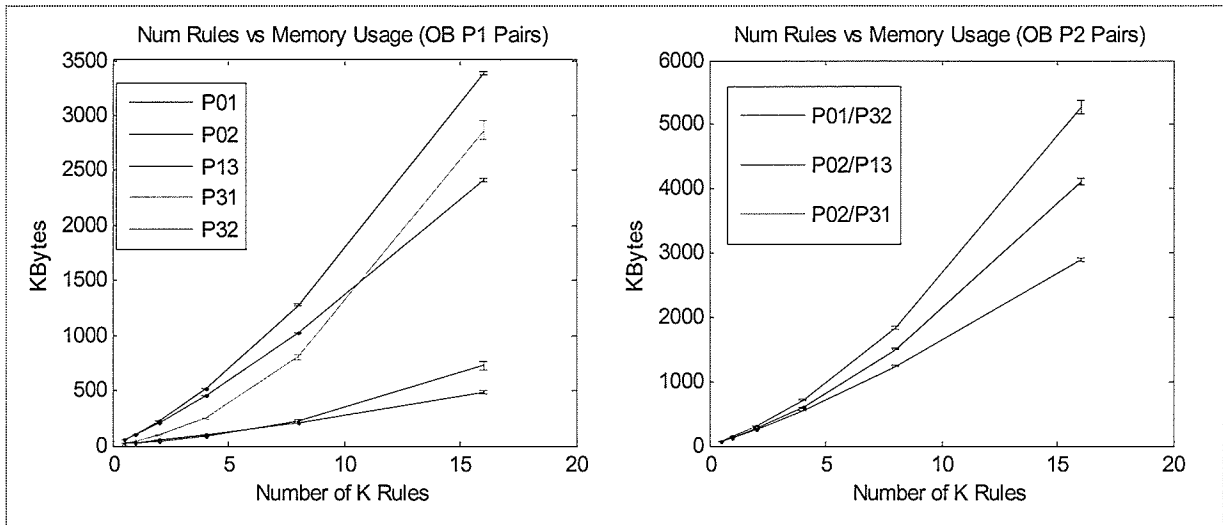 Num Rules vs Memory Usage (OB P1 Pairs)
3500
3000
2500
2000
1500
1000
500
0
KBytes
P01
P02
P13
P31
P32
0
5
10
15
20
Number of K Rules
Num Rules vs Memory Usage (OB P2 Pairs)
6000
5000
4000
3000
2000
1000
0
KBytes
P01/P32
P02/P13
P02/P31
0
5
10
15
20
Number of K Rules